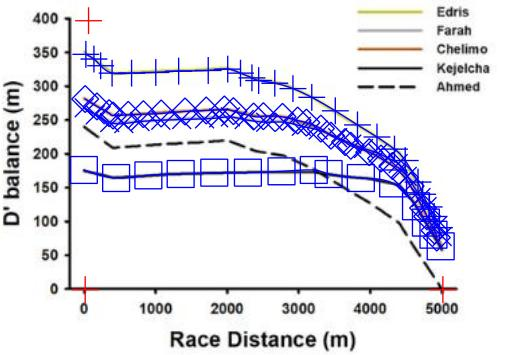 400
350
300
250
200
150
100
50
0
D' balance (m)
0 1000 2000 3000 4000 5000
Race Distance (m)
Edris
Farah
Chelimo
Kejelcha
Ahmed